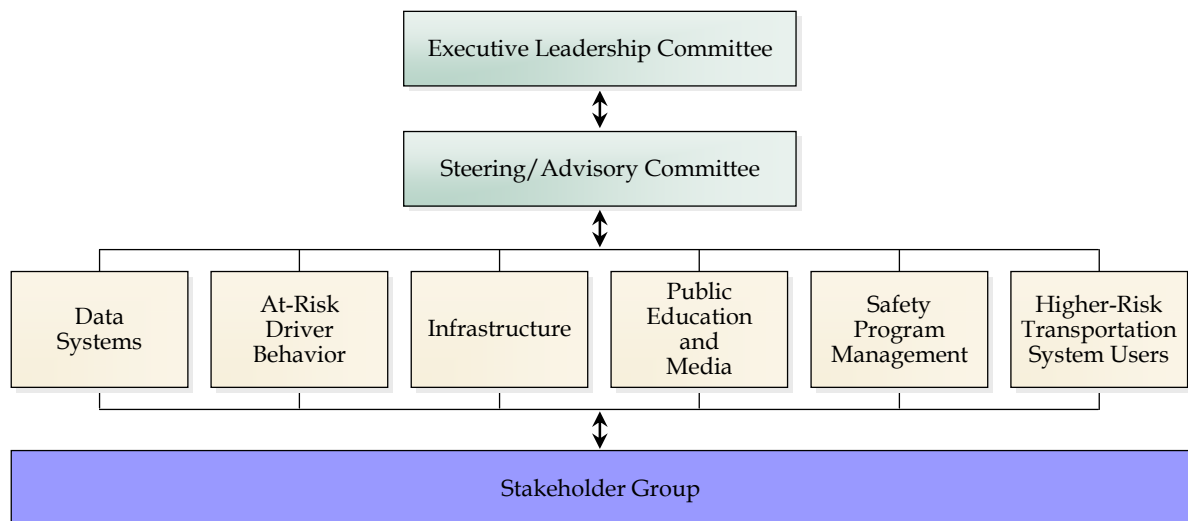 Executive Leadership Committee
Steering/Advisory Committee
Data
Systems
At-Risk
Driver
Behavior
Infrastructure
Public
Education
and
Media
Safety
Program
Management
Higher-Risk
Transportation
System Users
Stakeholder Group